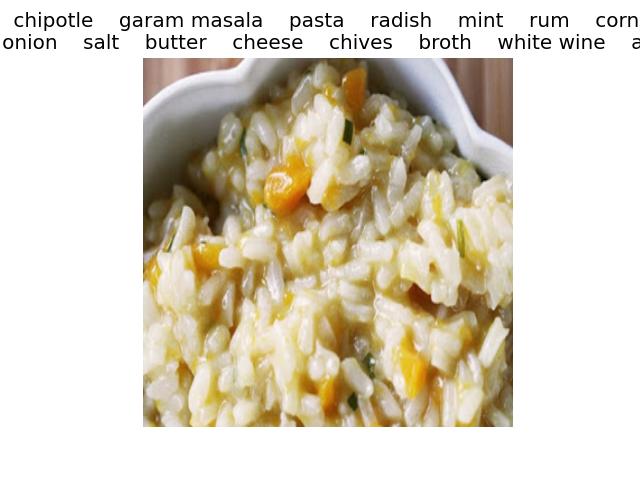 chipotle garam masala pasta radish mint rum corn
onion salt butter cheese chives broth white wine